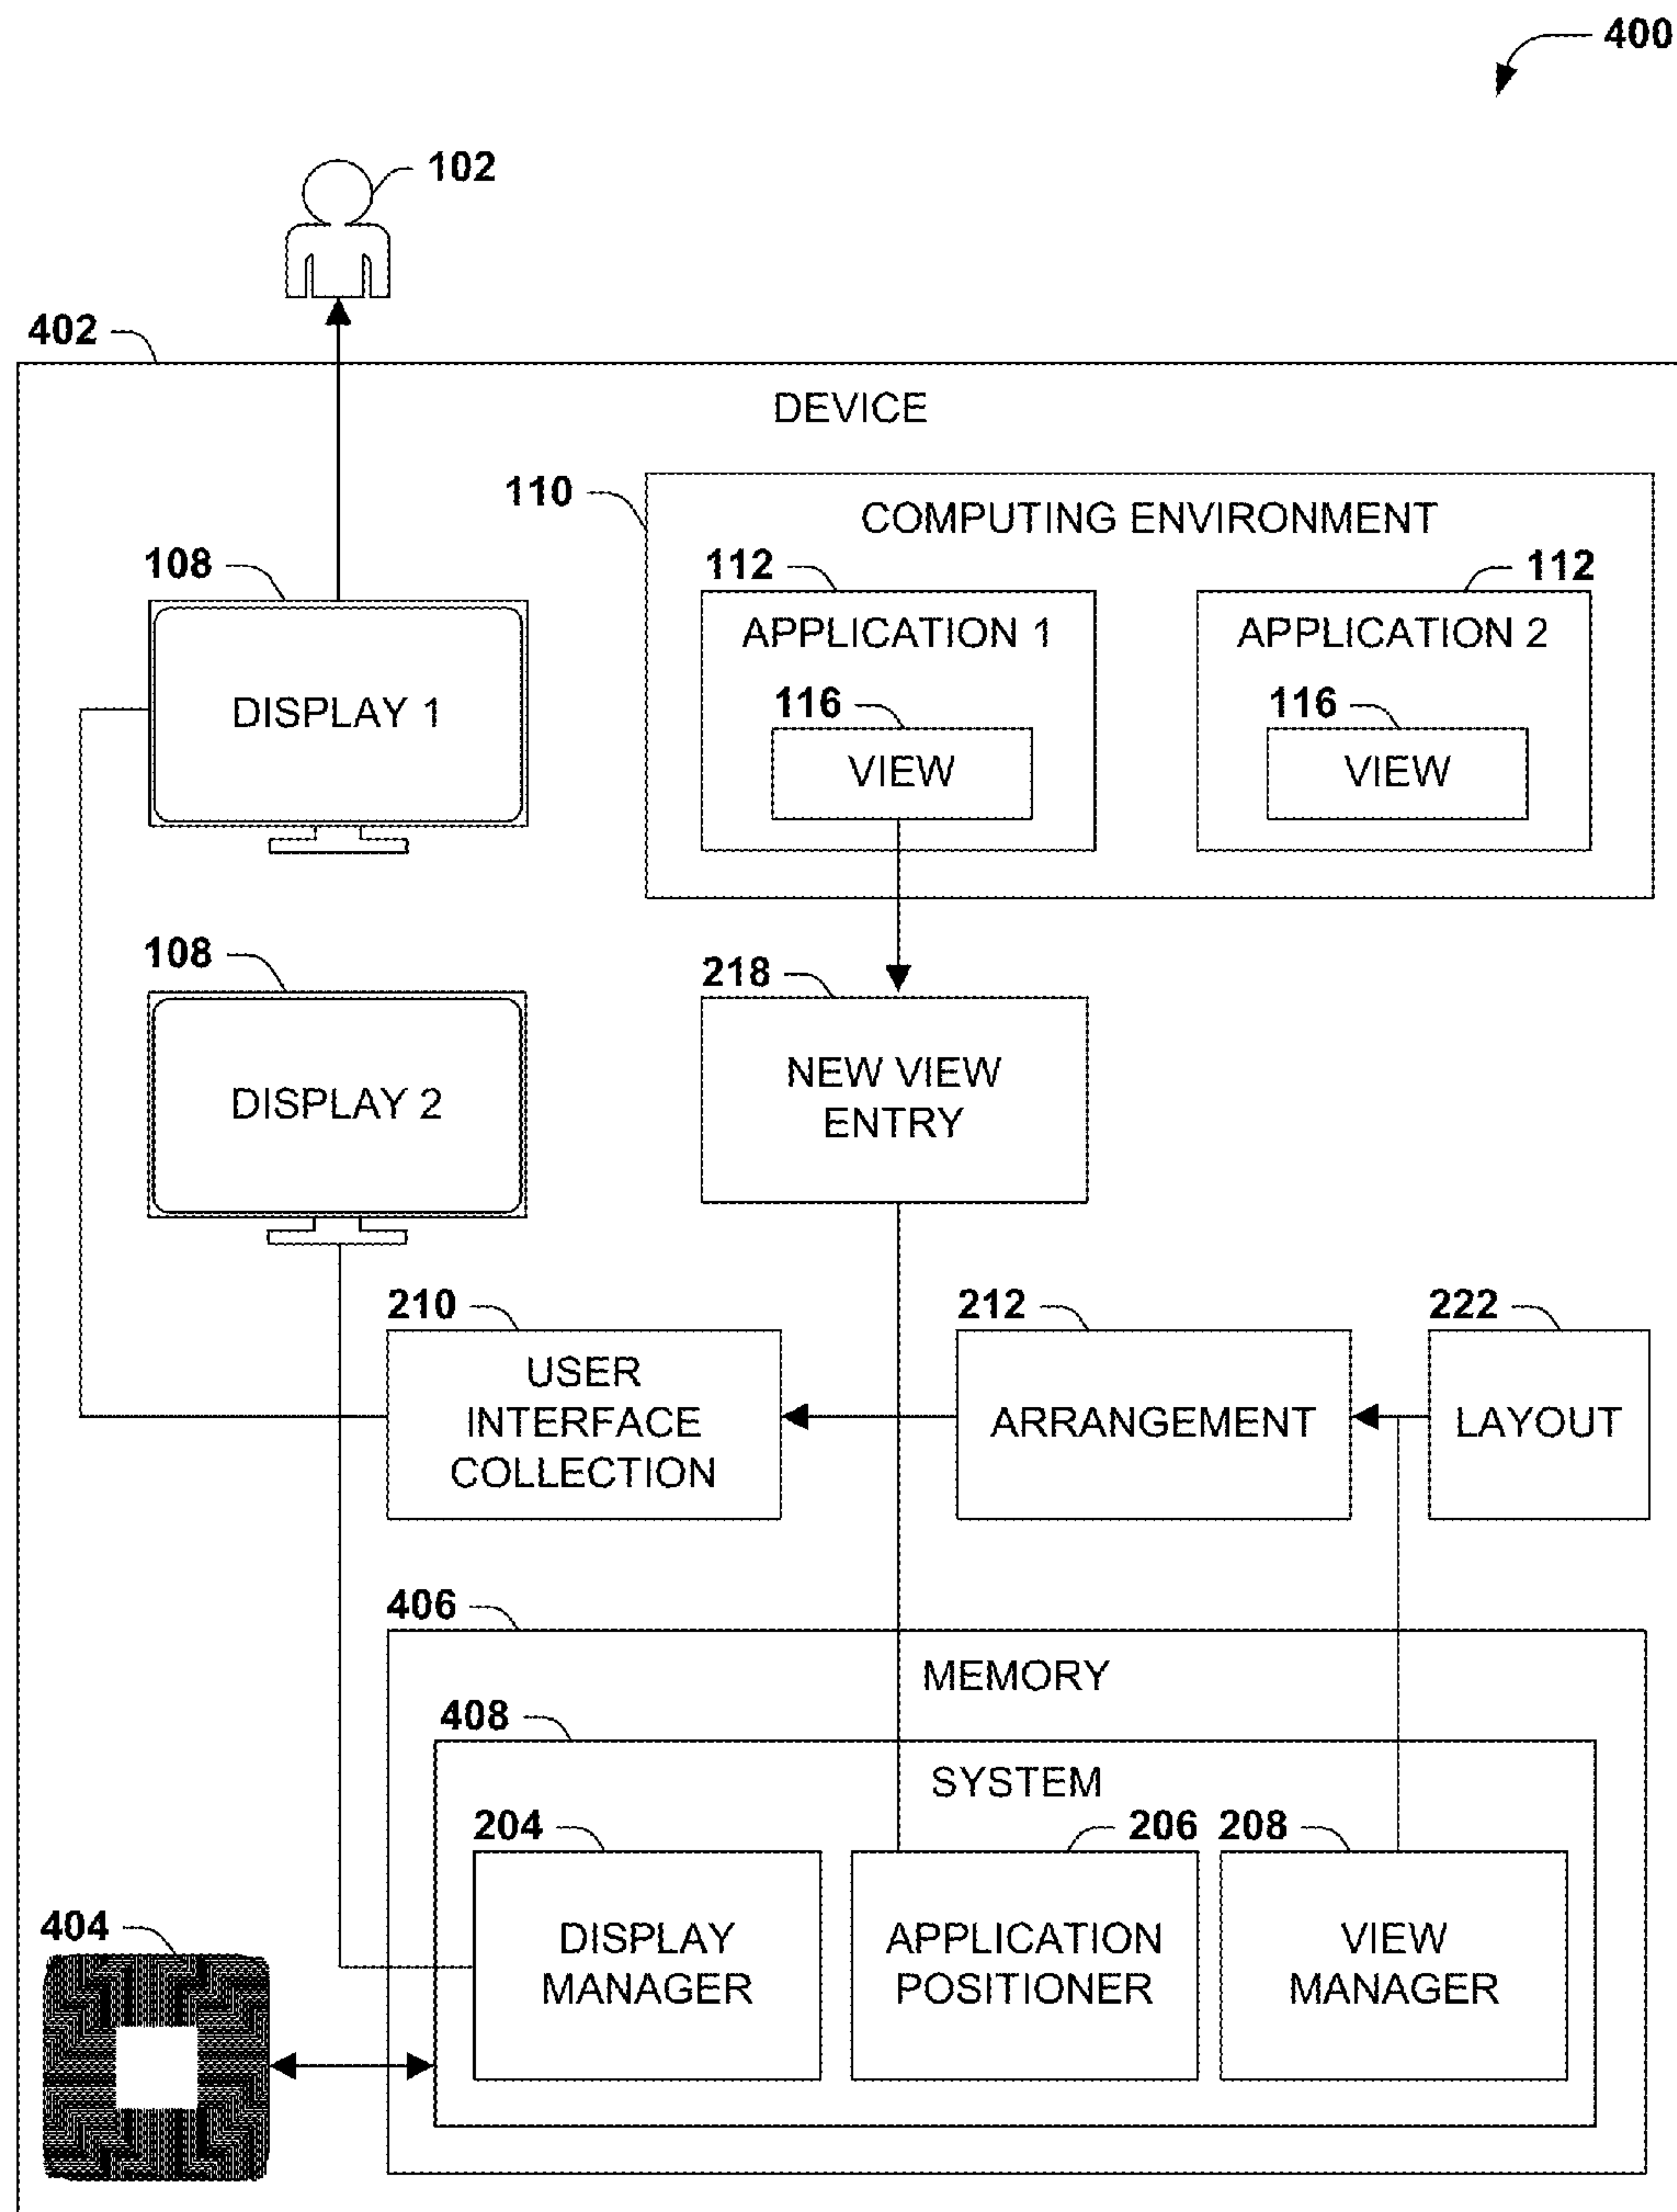 400
102
402
DEVICE
110
COMPUTING ENVIRONMENT
108
112
112
APPLICATION 1
APPLICATION 2
DISPLAY 1
116
116
VIEW
VIEW
108
218
DISPLAY 2
NEW VIEW
ENTRY
210
212
222
USER
INTERFACE
COLLECTION
ARRANGEMENT
LAYOUT
406
MEMORY
408
SYSTEM
204
206
208
404
DISPLAY
MANAGER
APPLICATION
POSITIONER
VIEW
MANAGER